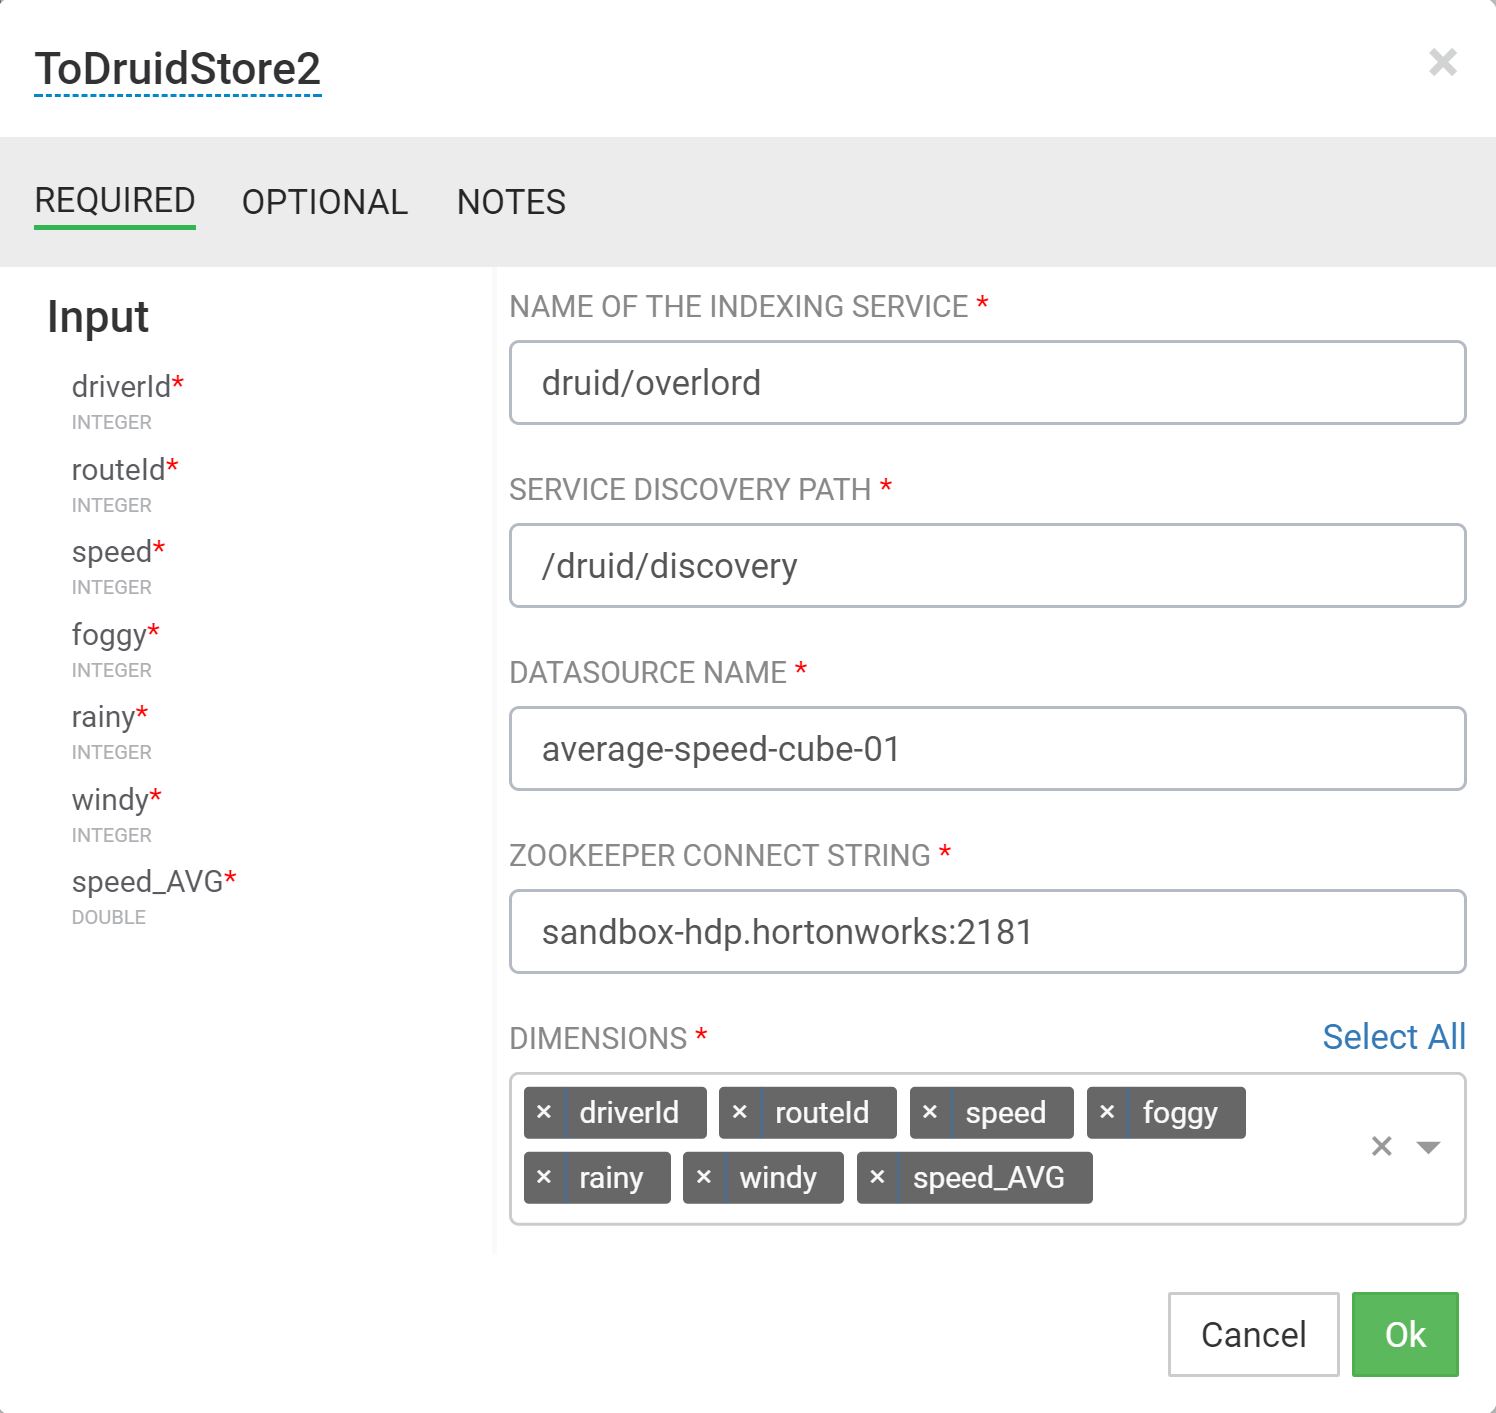 ToDruidStore2 ×
REQUIRED OPTIONAL NOTES
Input
driverId*
INTEGER
routeId*
INTEGER
speed*
INTEGER
foggy*
INTEGER
rainy*
INTEGER
windy*
INTEGER
speed_AVG*
DOUBLE
NAME OF THE INDEXING SERVICE *
druid/overlord
SERVICE DISCOVERY PATH *
/druid/discovery
DATASOURCE NAME *
average-speed-cube-01
ZOOKEEPER CONNECT STRING *
sandbox-hdp.hortonworks:2181
DIMENSIONS * Select All
× driverId × routeId × speed × foggy
× rainy × windy × speed_AVG ×
Cancel Ok